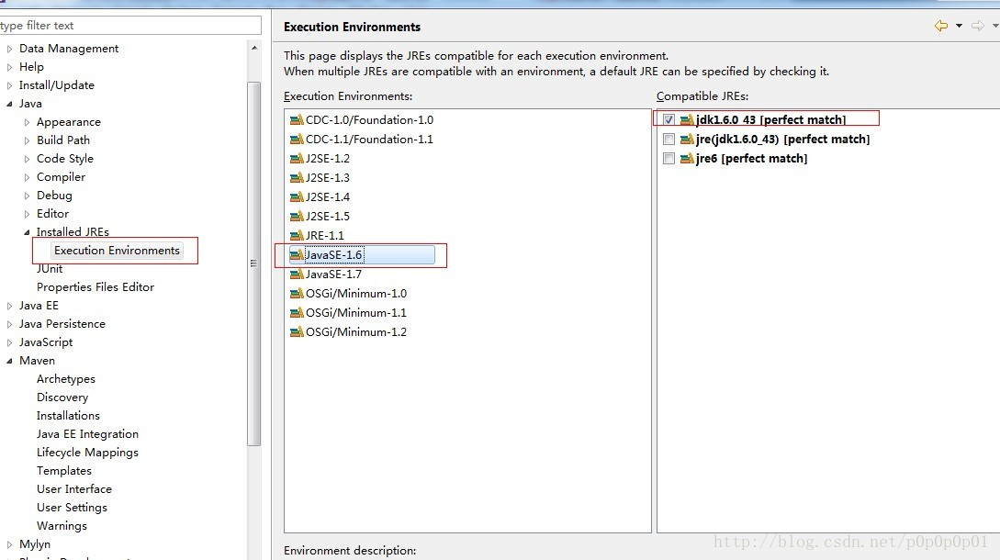 type filter text
Data Management
Help
Install/Update
Java
Appearance
Build Path
Code Style
Compiler
Debug
Editor
Installed JREs
Execution Environments
JUnit
Properties Files Editor
Java EE
Java Persistence
JavaScript
Maven
Archetypes
Discovery
Installations
Java EE Integration
Lifecycle Mappings
Templates
User Interface
User Settings
Warnings
Mylyn
Execution Environments
This page displays the JREs compatible for each execution environment.
When multiple JREs are compatible with an environment, a default JRE can be specified by checking it.
Execution Environments:
CDC-1.0/Foundation-1.0
CDC-1.1/Foundation-1.1
J2SE-1.2
J2SE-1.3
J2SE-1.4
J2SE-1.5
JRE-1.1
JavaSE-1.6
JavaSE-1.7
OSGi/Minimum-1.0
OSGi/Minimum-1.1
OSGi/Minimum-1.2
Compatible JREs:
jdk1.6.0_43 [perfect match]
jre(jdk1.6.0_43) [perfect match]
jre6 [perfect match]
Environment description:
http://blog.csdn.net/p0p0p0p01